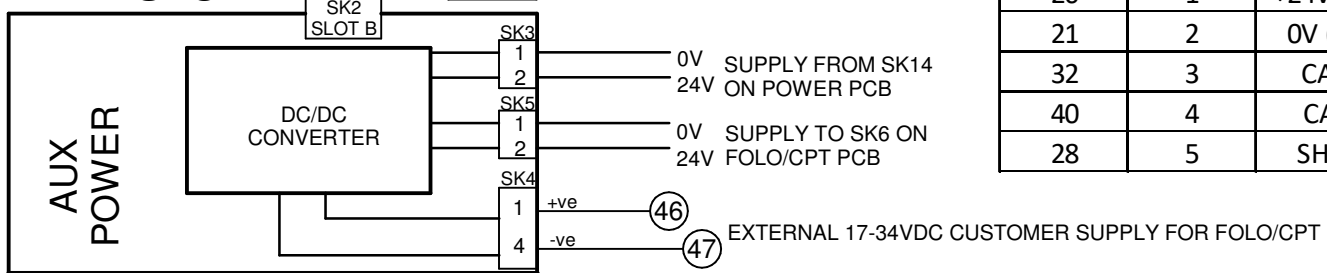 SK2
SLOT B
AUX
POWER
DC/DC
CONVERTER
SK3
1
2
0V
24V
SUPPLY FROM SK14
ON POWER PCB
SK5
1
2
0V
24V
SUPPLY TO SK6 ON
FOLO/CPT PCB
SK4
1 +ve 46
4 -ve 47
EXTERNAL 17-34VDC CUSTOMER SUPPLY FOR FOLO/CPT
1
21 2 0V
32 3 CA
40 4 CA
28 5 SH